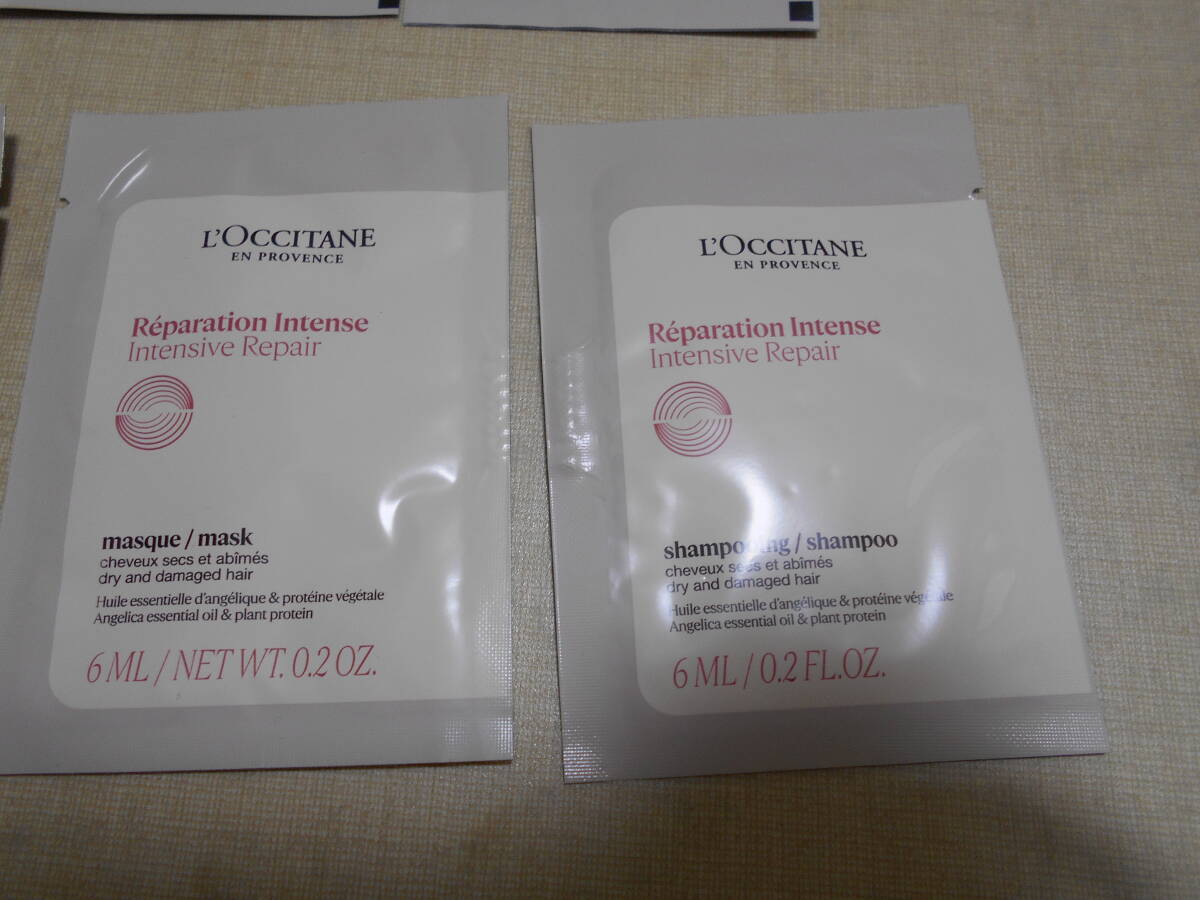 L'OCCITANE
EN PROVENCE
Réparation Intense
Intensive Repair
masque / mask
cheveux secs et abîmés
dry and damaged hair
Huile essentielle d'angélique & protéine végétale
Angelica essential oil & plant protein
6 ML / NET WT. 0.2 OZ.
L'OCCITANE
EN PROVENCE
Réparation Intense
Intensive Repair
shampooing / shampoo
cheveux secs et abîmés
dry and damaged hair
Huile essentielle d'angélique & protéine végétale
Angelica essential oil & plant protein
6 ML / 0.2 FL.OZ.